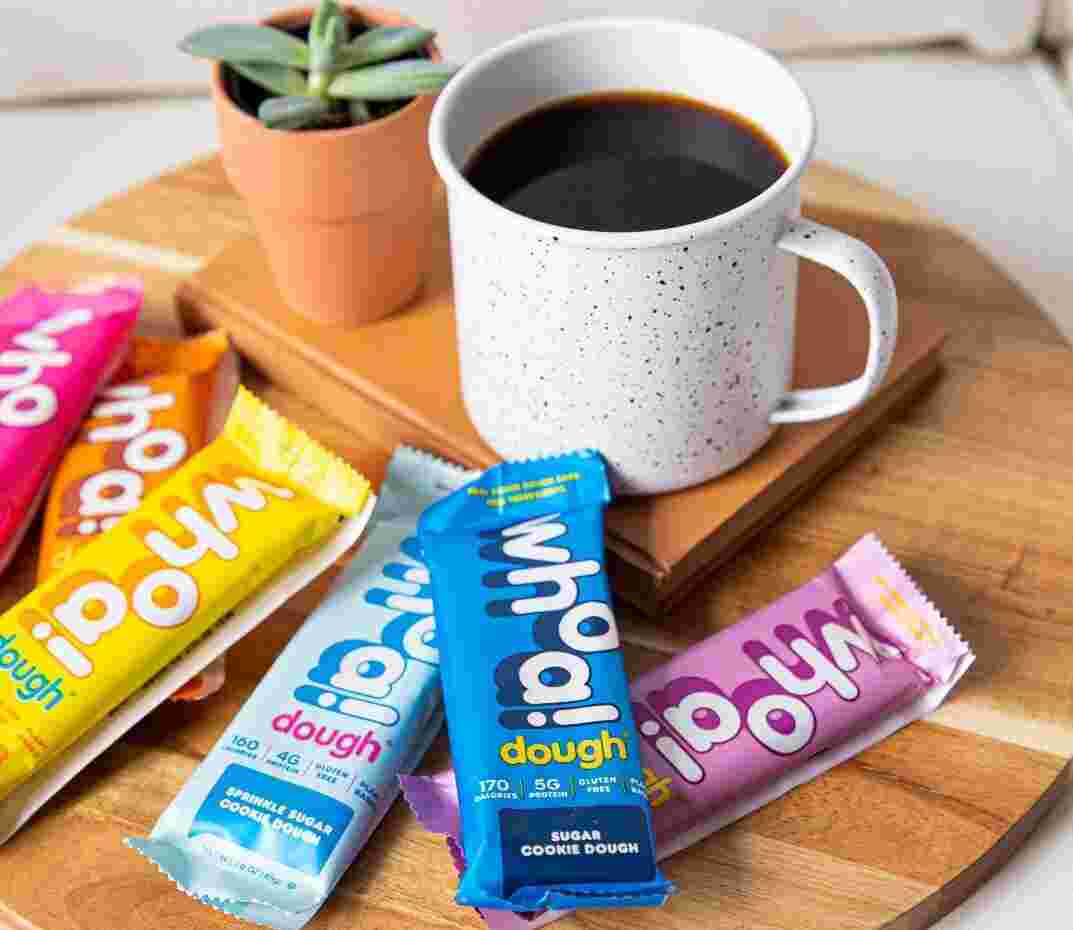 who
whoa!
whoa!
dough
whoa!
dough
160 CALORIES | 4G PROTEIN | GLUTEN FREE
SPRINKLE SUGAR
COOKIE DOUGH
whoa!
dough
170 CALORIES | 5G PROTEIN | GLUTEN FREE
SUGAR
COOKIE DOUGH
whoa!